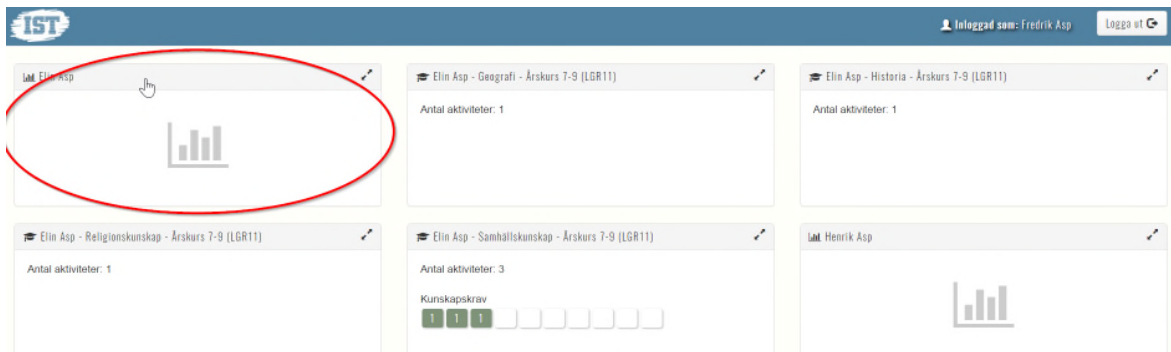 IST
Inloggad som: Fredrik Asp
Logga ut
Elin Asp
Elin Asp - Geografi - Årskurs 7-9 (LGR11)
Antal aktiviteter: 1
Elin Asp - Historia - Årskurs 7-9 (LGR11)
Antal aktiviteter: 1
Elin Asp - Religionskunskap - Årskurs 7-9 (LGR11)
Antal aktiviteter: 1
Elin Asp - Samhällskunskap - Årskurs 7-9 (LGR11)
Antal aktiviteter: 3
Kunskapskrav
1 1 1
Henrik Asp